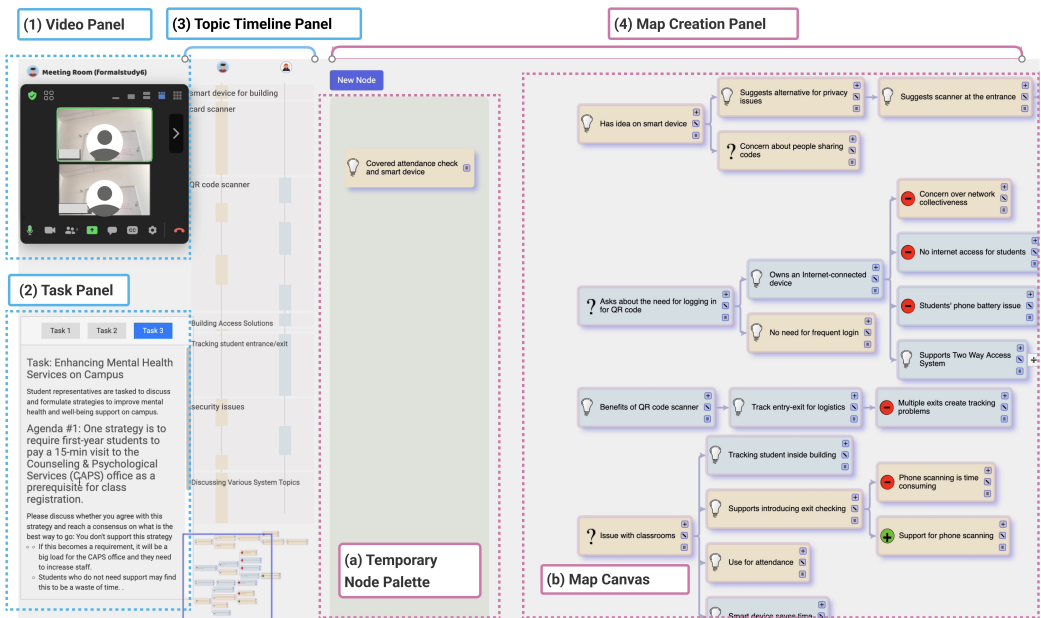 (1) Video Panel
(3) Topic Timeline Panel
(4) Map Creation Panel
Meeting Room (formalstudy6)
CC
(2) Task Panel
Task 1
Task 2
Task 3
Task: Enhancing Mental Health
Services on Campus
Student representatives are tasked to discuss
and formulate strategies to improve mental
health and well-being support on campus.
Agenda #1: One strategy is to
require first-year students to
pay a 15-min visit to the
Counseling & Psychological
Services (CAPS) office as a
prerequisite for class
registration.
Please discuss whether you agree with this
strategy and reach a consensus on what is the
best way to go: You don't support this strategy
If this becomes a requirement, it will be a
big load for the CAPS office and they need
to increase staff.
Students who do not need support may find
this to be a waste of time.
smart device for building
card scanner
QR code scanner
Building Access Solutions
Tracking student entrance/exit
security issues
Discussing Various System Topics
New Node
Covered attendance check
and smart device
(a) Temporary
Node Palette
Has idea on smart device
Suggests alternative for privacy
issues
Suggests scanner at the entrance
? Concern about people sharing
codes
? Asks about the need for logging in
for QR code
Owns an Internet-connected
device
No need for frequent login
Concern over network
collectiveness
No internet access for students
Students' phone battery issue
Supports Two Way Access
System
Benefits of QR code scanner
Track entry-exit for logistics
Multiple exits create tracking
problems
? Issue with classrooms
Tracking student inside building
Supports introducing exit checking
Phone scanning is time
consuming
Support for phone scanning
Use for attendance
Smart device saves time
(b) Map Canvas